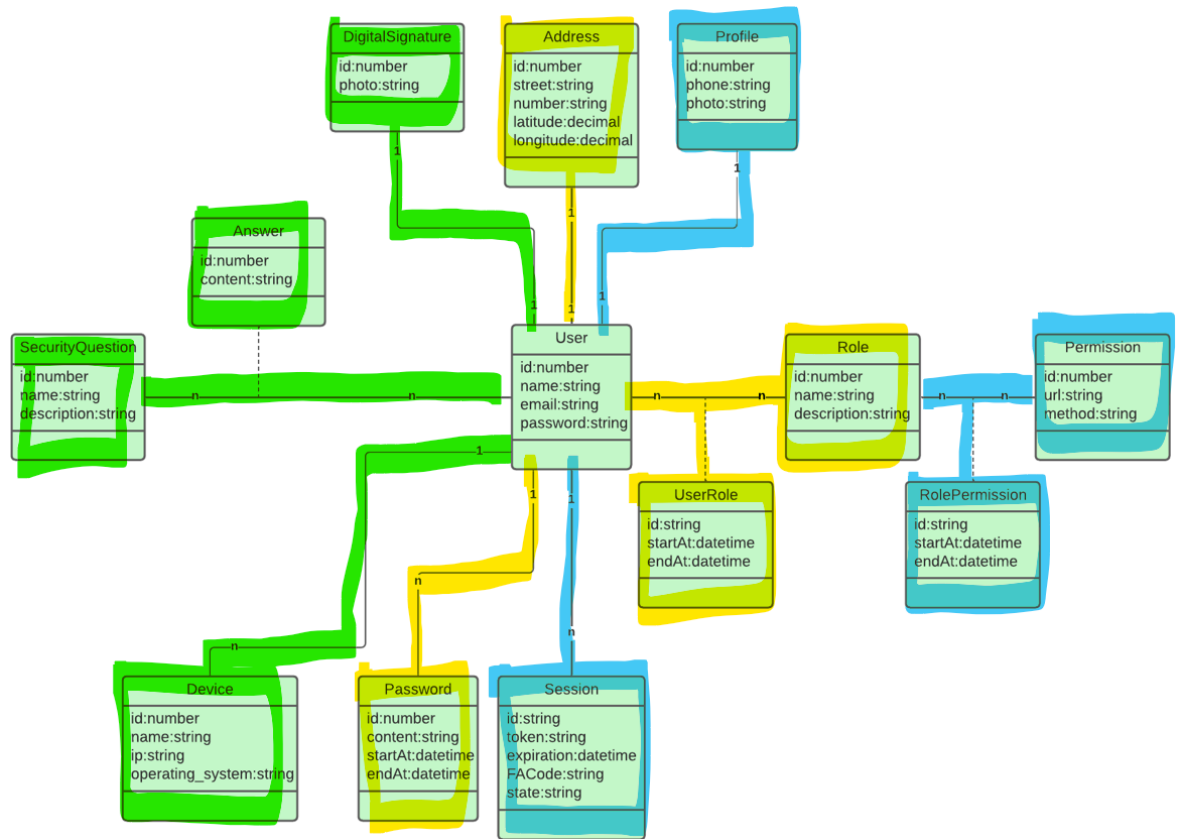 DigitalSignature
id:number
photo:string
Address
id:number
street:string
number:string
latitude:decimal
longitude:decimal
Profile
id:number
phone:string
photo:string
1
1
1
Answer
id:number
content:string
1
1
1
SecurityQuestion
id:number
name:string
description:string
n
n
User
id:number
name:string
email:string
password:string
n
n
Role
id:number
name:string
description:string
n
n
Permission
id:number
url:string
method:string
1
1
1
UserRole
id:string
startAt:datetime
endAt:datetime
RolePermission
id:string
startAt:datetime
endAt:datetime
n
n
n
Device
id:number
name:string
ip:string
operating_system:string
Password
id:number
content:string
startAt:datetime
endAt:datetime
Session
id:string
token:string
expiration:datetime
FACode:string
state:string